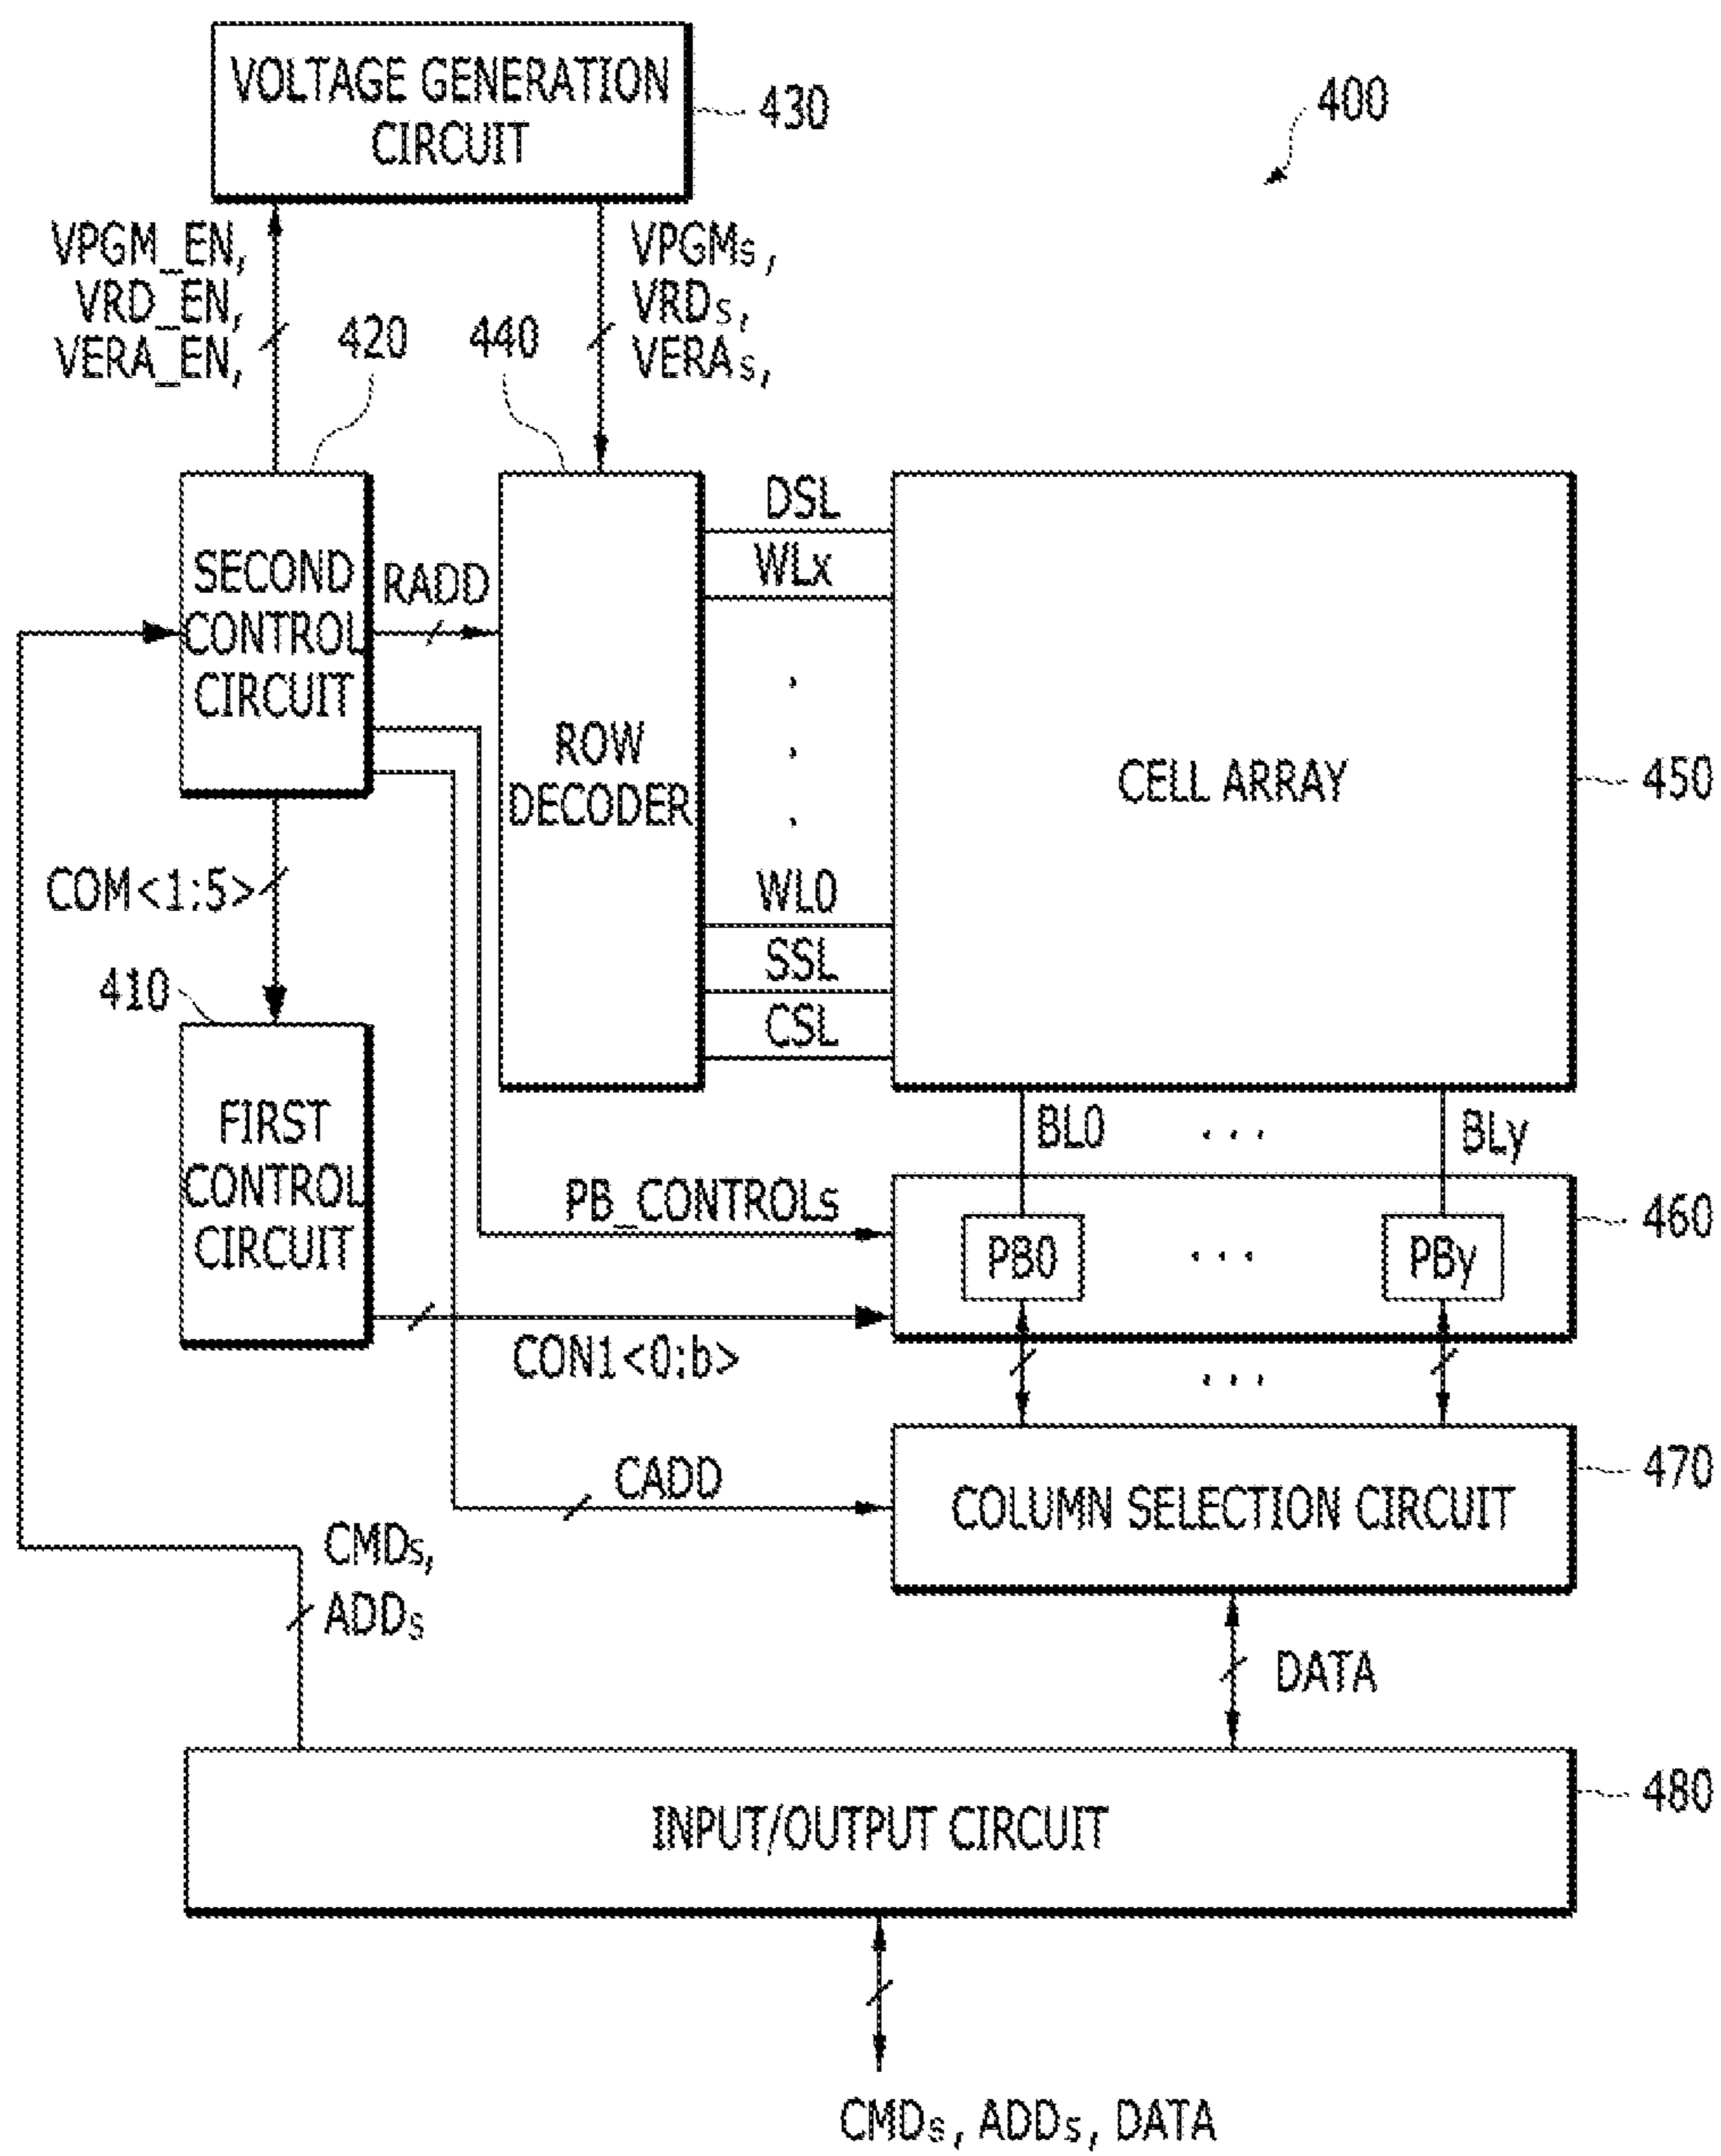 VOLTAGE GENERATION
CIRCUIT
430
400
VPGM_EN,
VRD_EN,
VERA_EN,
VPGMs,
VRDs,
VERAs,
420
440
SECOND
CONTROL
CIRCUIT
RADD
ROW
DECODER
DSL
WLx
.
.
.
WL0
SSL
CSL
CELL ARRAY
450
COM<1:5>
410
FIRST
CONTROL
CIRCUIT
BL0
...
BLy
PB_CONTROLs
PB0
...
PBy
460
CON1<0:b>
...
CADD
COLUMN SELECTION CIRCUIT
470
CMDs,
ADDs
DATA
INPUT/OUTPUT CIRCUIT
480
CMDs, ADDs, DATA